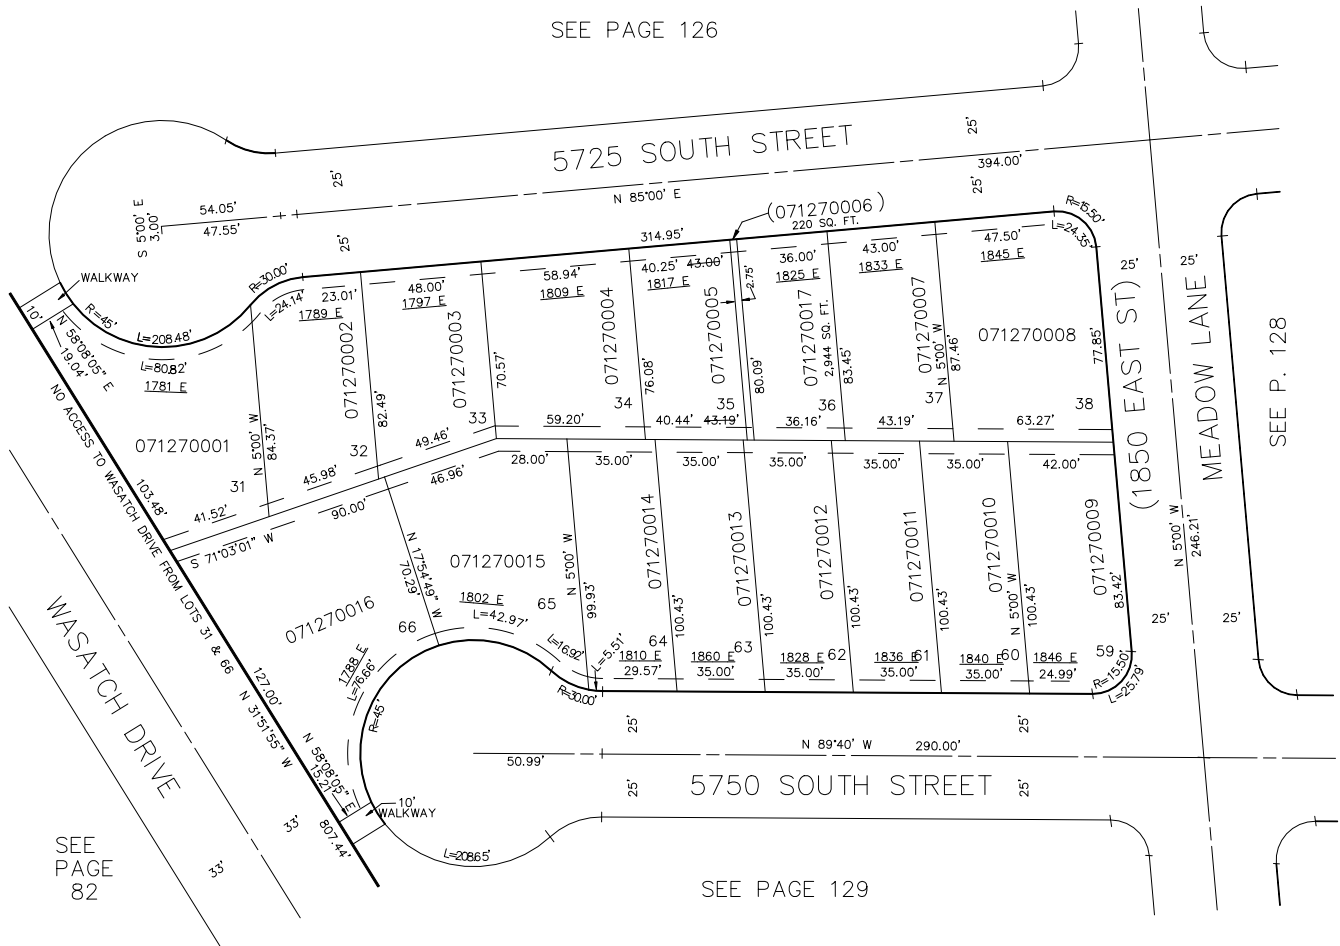 SEE PAGE 126
5725 SOUTH STREET
N 85°00' E
394.00'
25'
25'
25'
25'
S 5°00' E
3.00'
54.05'
47.55'
WALKWAY
10'
R=45'
L=208.48'
L=80.82'
1781 E
N 58°08'05" E
19.04'
R=30.00'
L=24.14'
23.01'
1789 E
314.95'
48.00'
1797 E
58.94'
1809 E
40.25' 43.00'
1817 E
(071270006)
220 SQ. FT.
2.75'
36.00'
1825 E
43.00'
1833 E
47.50'
1845 E
R=15.50'
L=24.35'
071270001
31
N 5°00' W
84.37'
071270002
32
82.49'
071270003
33
70.57'
071270004
34
76.08'
071270005
35
80.09'
071270017
2,944 SQ. FT.
36
83.45'
071270007
37
N 5°00' W
87.46'
071270008
38
77.85'
41.52'
45.98'
49.46'
59.20'
40.44' 43.19'
36.16'
43.19'
63.27'
S 71°03'01" W
90.00'
46.96'
28.00'
35.00'
35.00'
35.00'
35.00'
35.00'
42.00'
103.48'
NO ACCESS TO WASATCH DRIVE FROM LOTS 31 & 66
N 31°51'55" W
127.00'
807.44'
WASATCH DRIVE
33'
33'
SEE
PAGE
82
071270016
66
1788 E
L=76.66'
R=45'
N 17°54'49" W
70.29'
071270015
65
1802 E
L=42.97'
L=16.92'
L=5.51'
R=30.00'
N 5°00' W
99.93'
071270014
64
1810 E
29.57'
100.43'
071270013
63
1860 E
35.00'
100.43'
071270012
62
1828 E
35.00'
100.43'
071270011
61
1836 E
35.00'
100.43'
071270010
60
1840 E
35.00'
N 5°00' W
100.43'
071270009
59
1846 E
24.99'
83.42'
R=15.50'
L=25.79'
N 58°08'05" E
15.21'
10'
WALKWAY
L=208.65'
50.99'
N 89°40' W
290.00'
25'
25'
25'
25'
5750 SOUTH STREET
SEE PAGE 129
(1850 EAST ST)
MEADOW LANE
25'
25'
N 5°00' W
246.21'
25'
25'
SEE P. 128